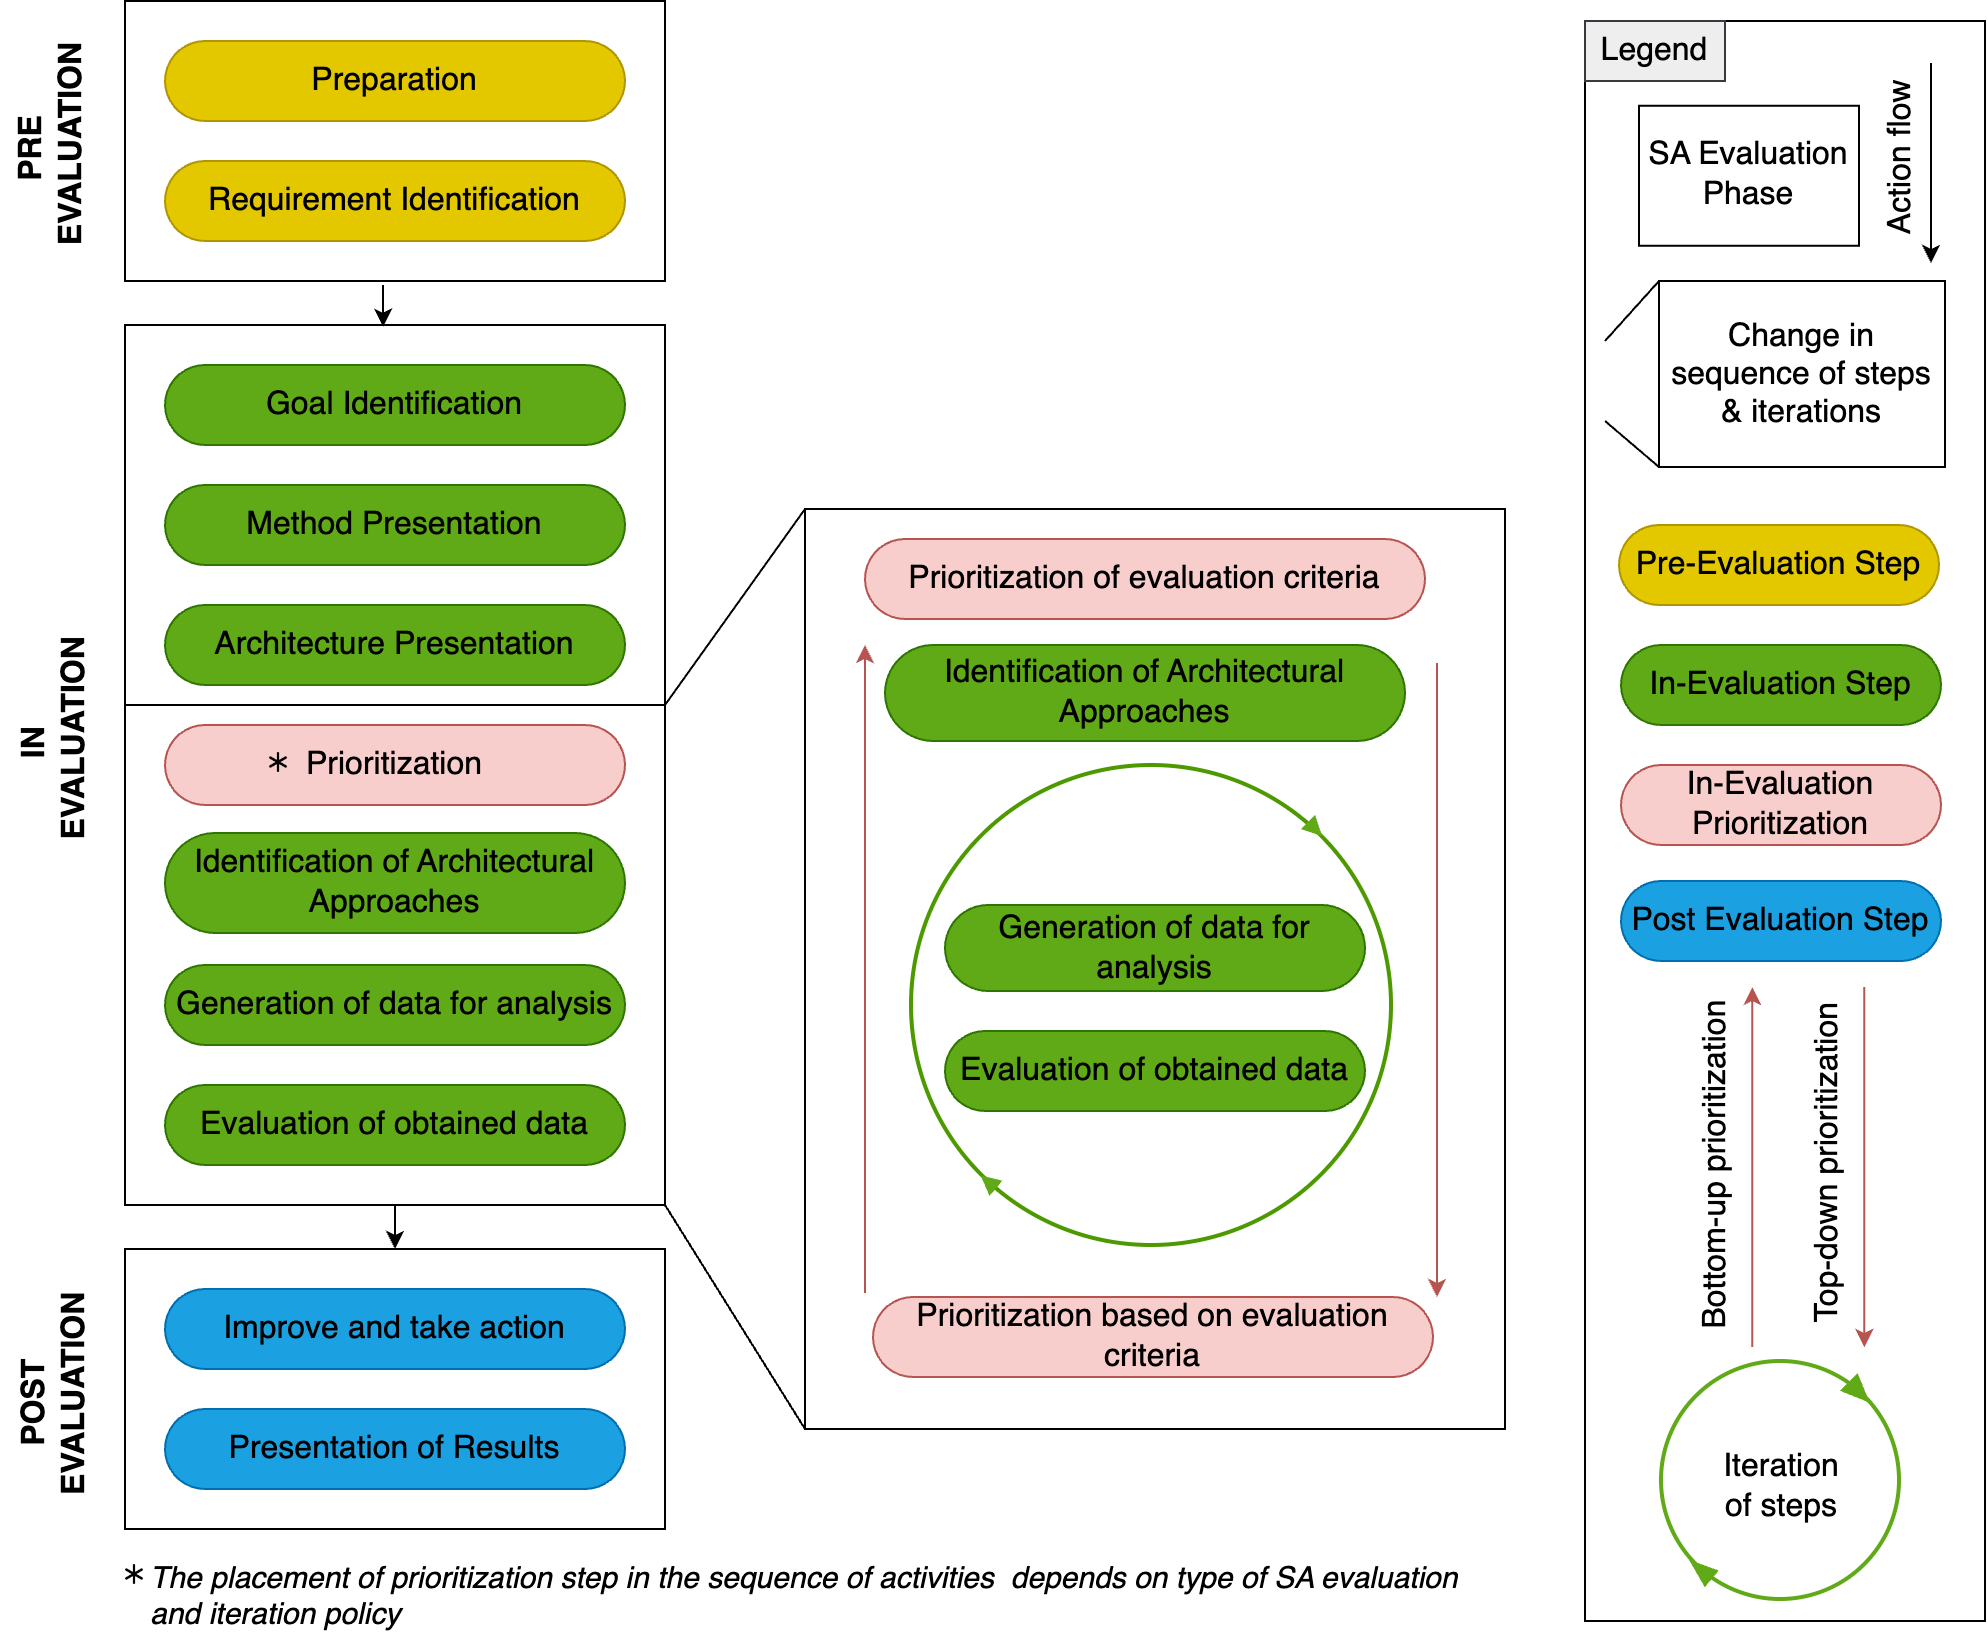 PRE
EVALUATION
Preparation
Requirement Identification
IN
EVALUATION
Goal Identification
Method Presentation
Architecture Presentation
* Prioritization
Identification of Architectural
Approaches
Generation of data for analysis
Evaluation of obtained data
POST
EVALUATION
Improve and take action
Presentation of Results
Prioritization of evaluation criteria
Identification of Architectural
Approaches
Generation of data for
analysis
Evaluation of obtained data
Prioritization based on evaluation
criteria
* The placement of prioritization step in the sequence of activities depends on type of SA evaluation
and iteration policy
Legend
SA Evaluation
Phase
Action flow
Change in
sequence of steps
& iterations
Pre-Evaluation Step
In-Evaluation Step
In-Evaluation
Prioritization
Post Evaluation Step
Bottom-up prioritization
Top-down prioritization
Iteration
of steps